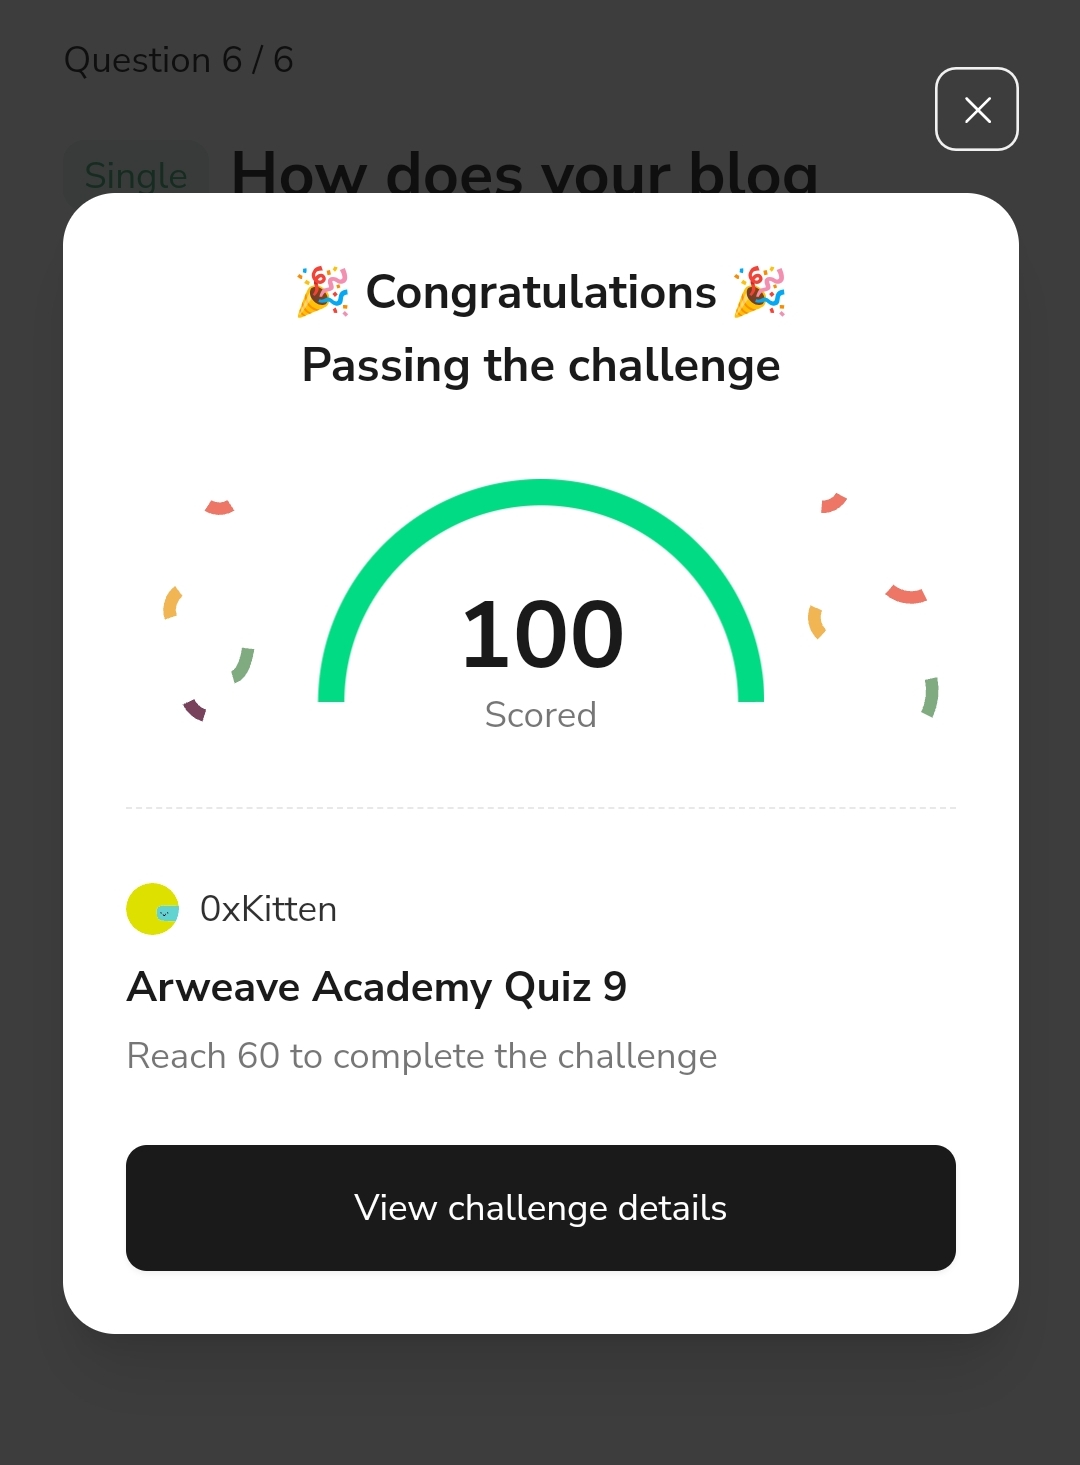 Question 6 / 6
Single How does your blog
🎉 Congratulations 🎉
Passing the challenge
100
Scored
0xKitten
Arweave Academy Quiz 9
Reach 60 to complete the challenge
View challenge details